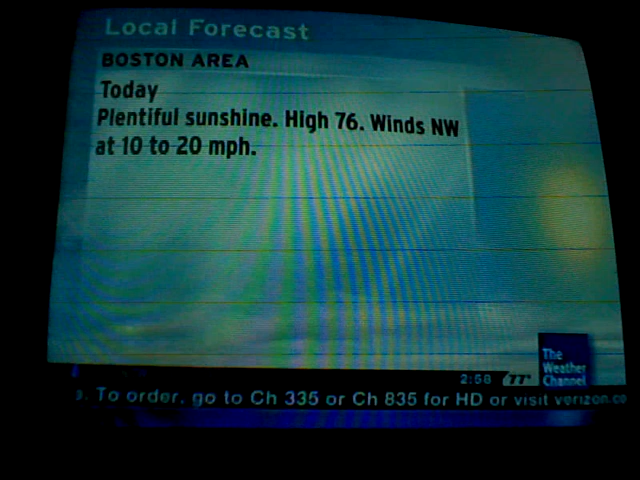 Local Forecast
BOSTON AREA
Today
Plentiful sunshine. High 76. Winds NW
at 10 to 20 mph.
The
Weather
Channel
2:58
To order, go to Ch 335 or Ch 835 for HD or visit verizon.co